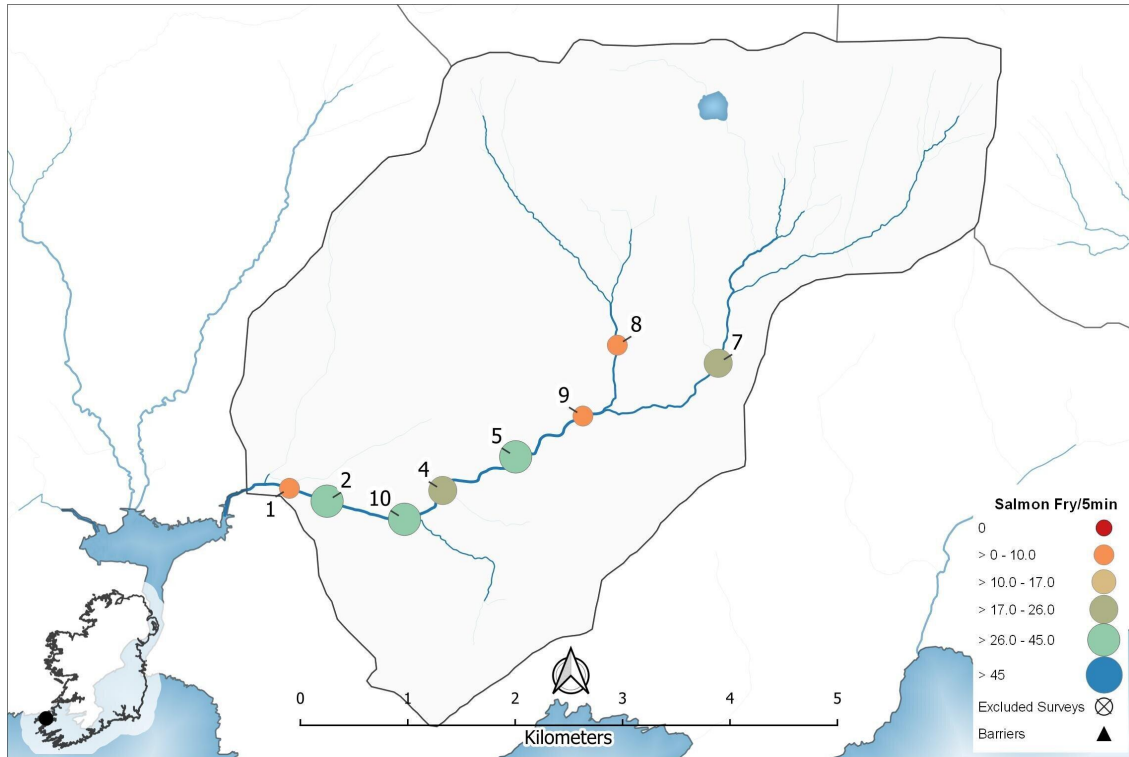 8
7
9
5
4
2
10
1
Salmon Fry/5min
0
> 0 - 10.0
> 10.0 - 17.0
> 17.0 - 26.0
> 26.0 - 45.0
> 45
Excluded Surveys
Barriers
0 1 2 3 4 5
Kilometers